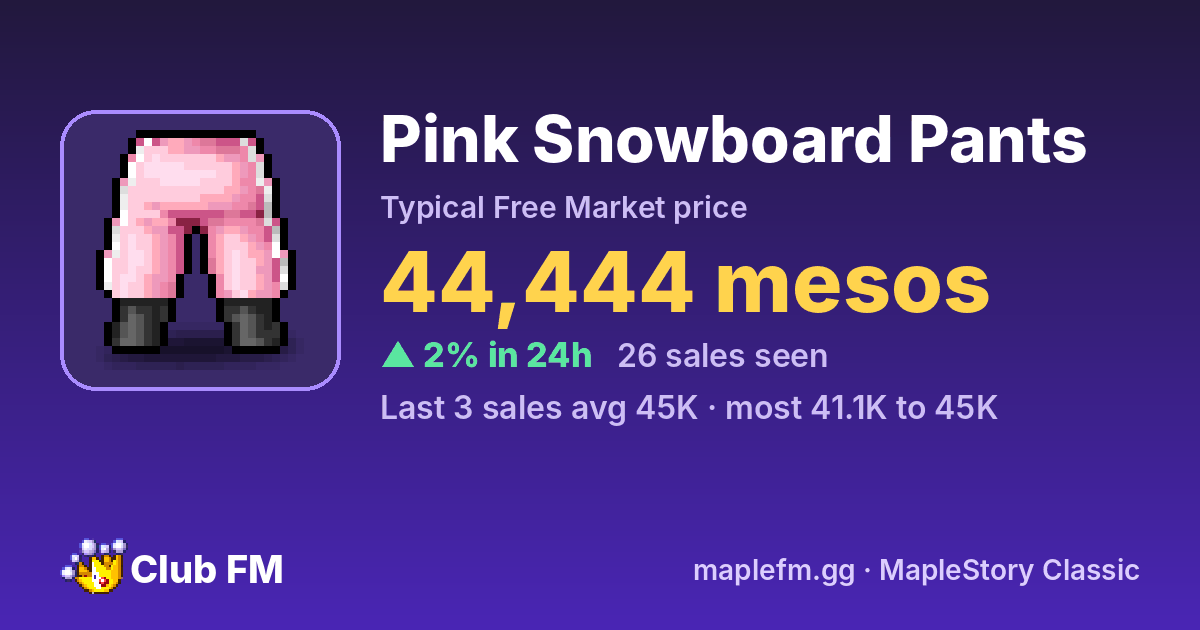 Pink Snowboard Pants
Typical Free Market price
44,444 mesos
▲ 2% in 24h 26 sales seen
Last 3 sales avg 45K · most 41.1K to 45K
Club FM
maplefm.gg · MapleStory Classic